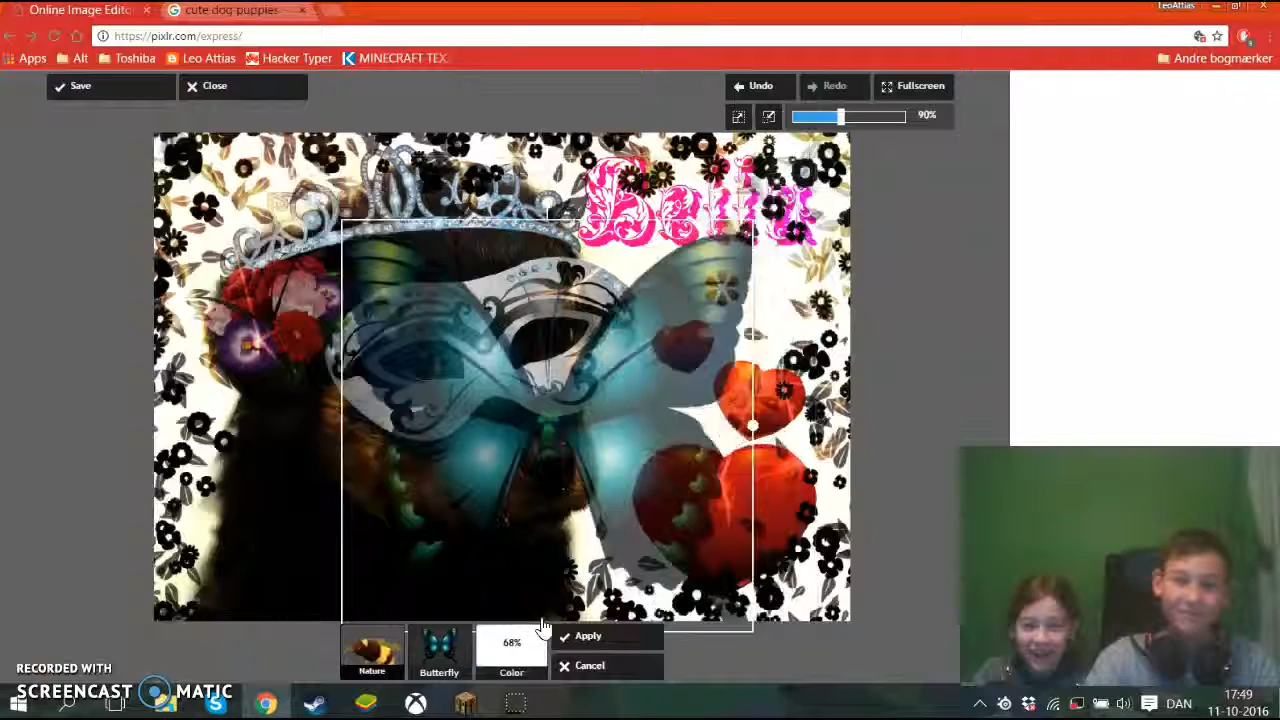 LeoAttias
Online Image Edito
cute dog puppies
https://pixlr.com/express/
Apps
Alt
Toshiba
Leo Attias
Hacker Typer
MINECRAFT TEX
Andre bogmærker
Save
Close
Undo
Redo
Fullscreen
90%
Nature
Butterfly
68%
Color
Apply
Cancel
RECORDED WITH
SCREENCAST MATIC
DAN
17:49
11-10-2016